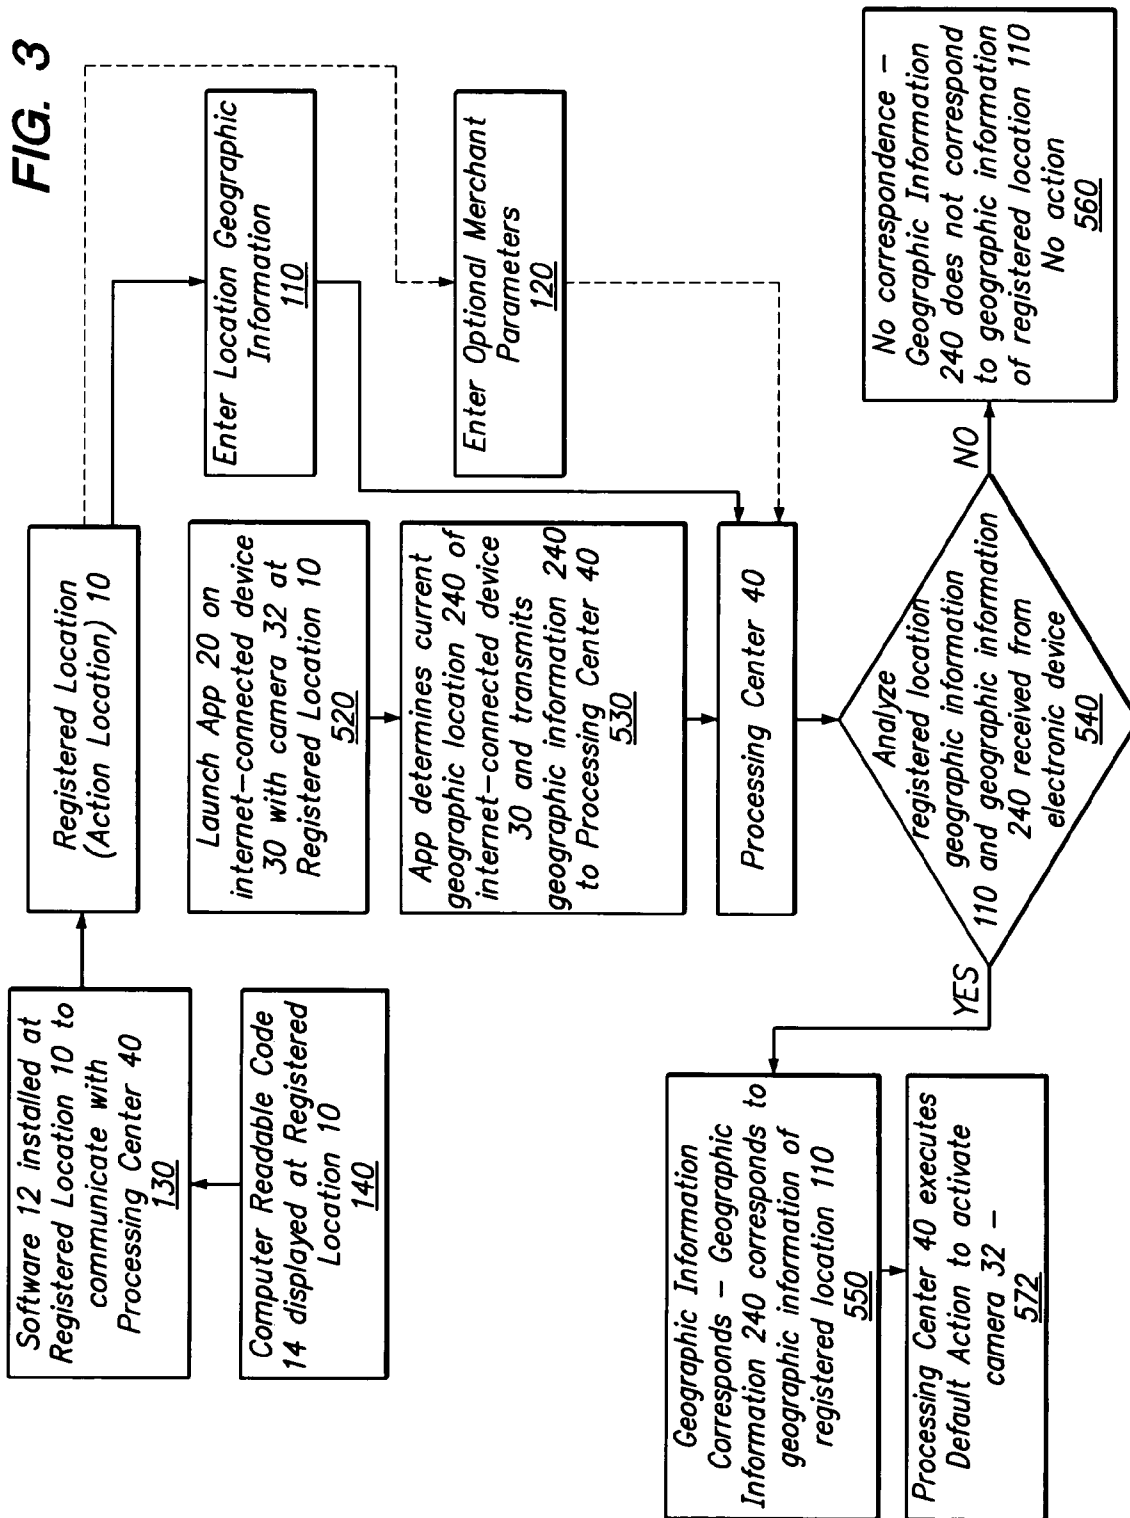 FIG. 3
Software 12 installed at
Registered Location 10 to
communicate with
Processing Center 40
130
Computer Readable Code
14 displayed at Registered
Location 10
140
Registered Location
(Action Location) 10
Enter Location Geographic
Information
110
Enter Optional Merchant
Parameters
120
Launch App 20 on
internet-connected device
30 with camera 32 at
Registered Location 10
520
App determines current
geographic location 240 of
internet-connected device
30 and transmits
geographic information 240
to Processing Center 40
530
Processing Center 40
Analyze
registered location
geographic information
110 and geographic information
240 received from
electronic device
540
YES
NO
Geographic Information
Corresponds – Geographic
Information 240 corresponds to
geographic information of
registered location 110
550
Processing Center 40 executes
Default Action to activate
camera 32 –
572
No correspondence –
Geographic Information
240 does not correspond
to geographic information
of registered location 110
No action
560